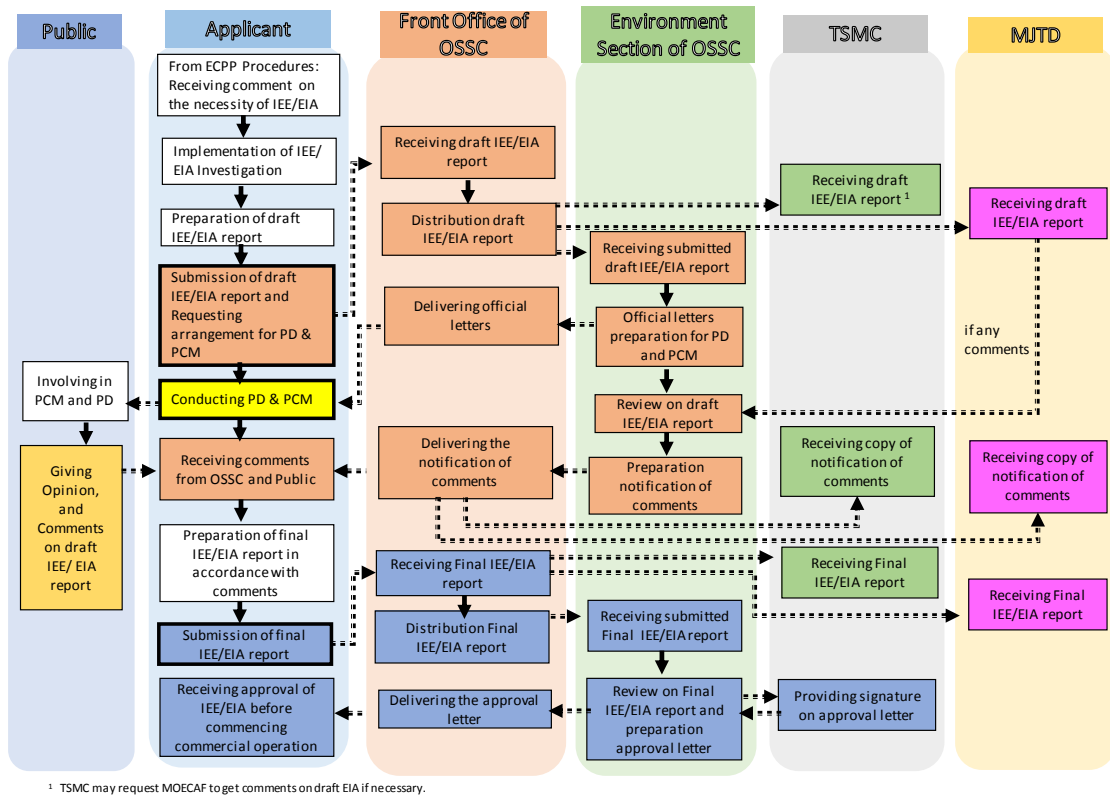 Public
Applicant
Front Office of
OSSC
Environment
Section of OSSC
TSMC
MJTD
From ECPP Procedures:
Receiving comment on
the necessity of IEE/EIA
Implementation of IEE/
EIA Investigation
Preparation of draft
IEE/EIA report
Submission of draft
IEE/EIA report and
Requesting
arrangement for PD &
PCM
Conducting PD & PCM
Involving in
PCM and PD
Giving
Opinion,
and
Comments
on draft
IEE/ EIA
report
Receiving comments
from OSSC and Public
Preparation of final
IEE/EIA report in
accordance with
comments
Submission of final
IEE/EIA report
Receiving approval of
IEE/EIA before
commencing
commercial operation
Receiving draft IEE/EIA
report
Distribution draft
IEE/EIA report
Delivering official
letters
Delivering the
notification of
comments
Receiving Final IEE/EIA
report
Distribution Final
IEE/EIA report
Delivering the approval
letter
Receiving submitted
draft IEE/EIA report
Official letters
preparation for PD
and PCM
Review on draft
IEE/EIA report
Preparation
notification of
comments
Receiving submitted
Final IEE/EIA report
Review on Final
IEE/EIA report and
preparation
approval letter
Receiving draft
IEE/EIA report 1
Receiving copy of
notification of
comments
Receiving Final
IEE/EIA report
Providing signature
on approval letter
Receiving draft
IEE/EIA report
if any
comments
Receiving copy of
notification of
comments
Receiving Final
IEE/EIA report
1 TSMC may request MOECAF to get comments on draft EIA if necessary.